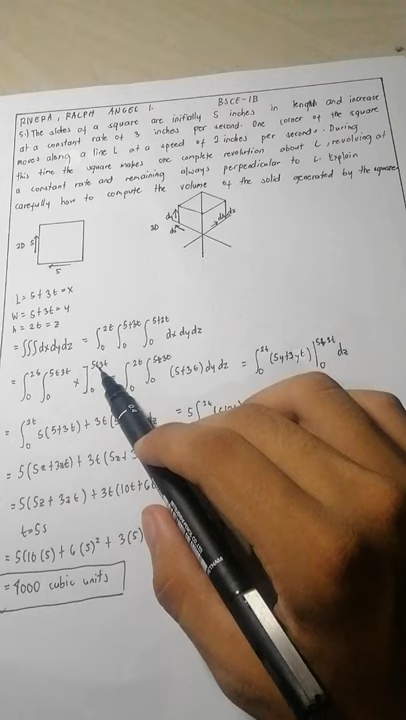 RIVERA, RALPH ANGEL I. BSCE-1B
5.) The sides of a square are initially 5 inches in length and increase
at a constant rate of 3 inches per second. One corner of the square
moves along a line L at a speed of 2 inches per second. During
this time the square makes one complete revolution about L, revolving at
a constant rate and remaining always perpendicular to L. Explain
carefully how to compute the volume of the solid generated by the square
2D S
S
3D
L = 5+3t = x
W = 5+3t = y
h = 2t = z
= ∫∫∫ dxdydz = ∫₀^2t ∫₀^5+3t ∫₀^5+3t dx dy dz
= ∫₀^2t ∫₀^5+3t x]₀^5+3t ∫₀^2t ∫₀^5+3t (5+3t) dy dz = ∫₀^2t (5y+3yt)|₀^5+3t dz
= ∫₀^2t 5(5+3t) + 3t( dz = 5∫₀^2t
= 5(5z+3zt) + 3t(5z+3
= 5(5z+3zt) + 3t(10t+6t
t=5s
= 5(10(5) + 6(5)² + 3(5)
= 4000 cubic units